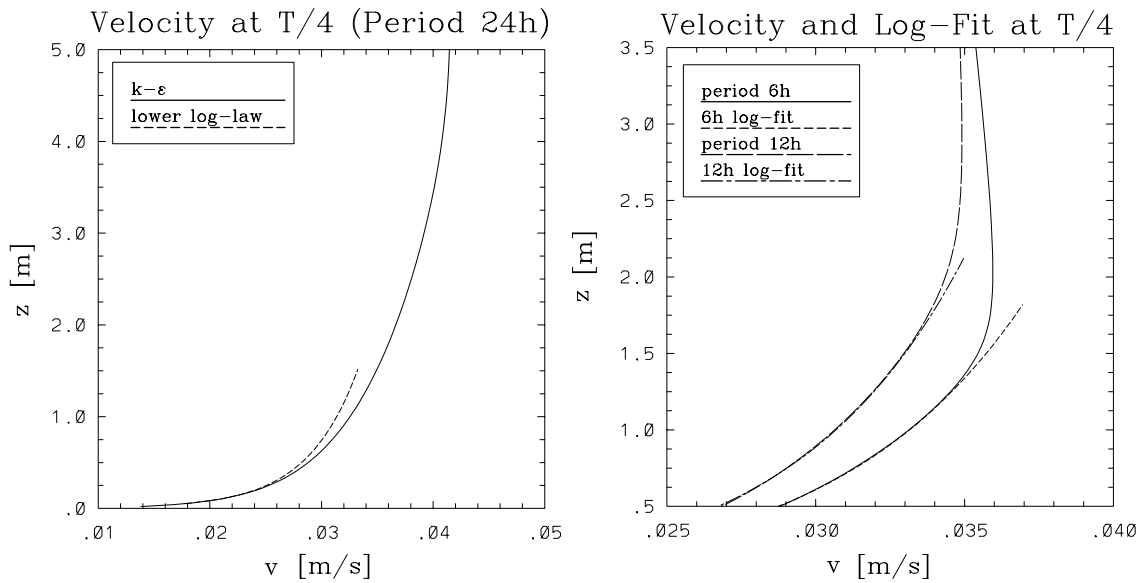 Velocity at T/4 (Period 24h)
5.0
4.0
3.0
2.0
1.0
.0
z [m]
k-ε
lower log-law
.01
.02
.03
.04
.05
v [m/s]
Velocity and Log-Fit at T/4
3.5
3.0
2.5
2.0
1.5
1.0
.5
z [m]
period 6h
6h log-fit
period 12h
12h log-fit
.025
.030
.035
.040
v [m/s]